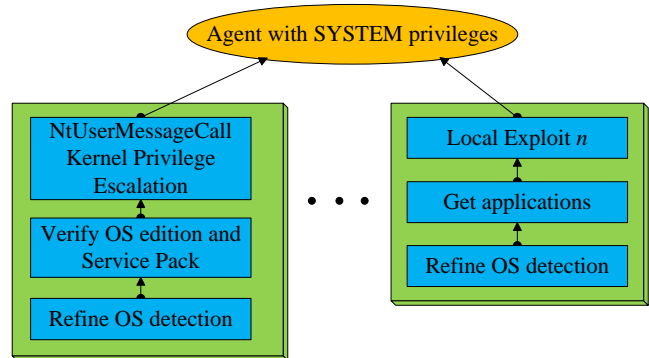 Agent with SYSTEM privileges
NtUserMessageCall
Kernel Privilege
Escalation
Verify OS edition and
Service Pack
Refine OS detection
• • •
Local Exploit n
Get applications
Refine OS detection